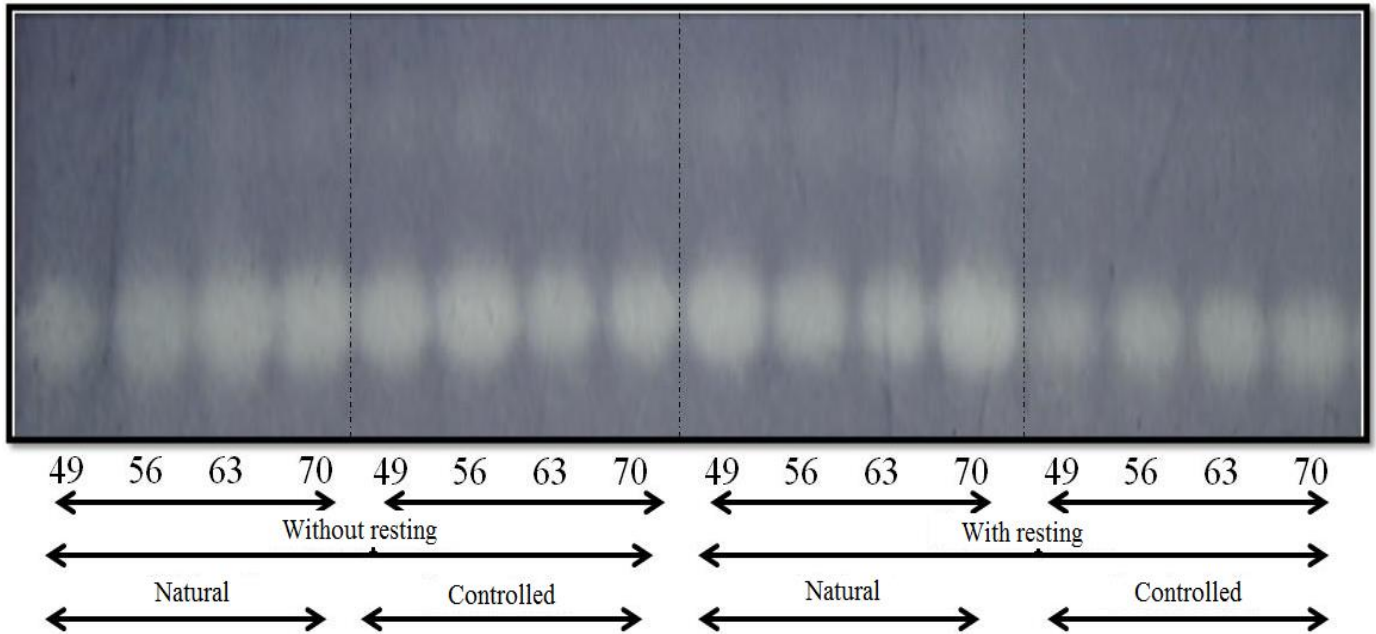 49 56 63 70 49 56 63 70 49 56 63 70 49 56 63 70
Without resting With resting
Natural Controlled Natural Controlled